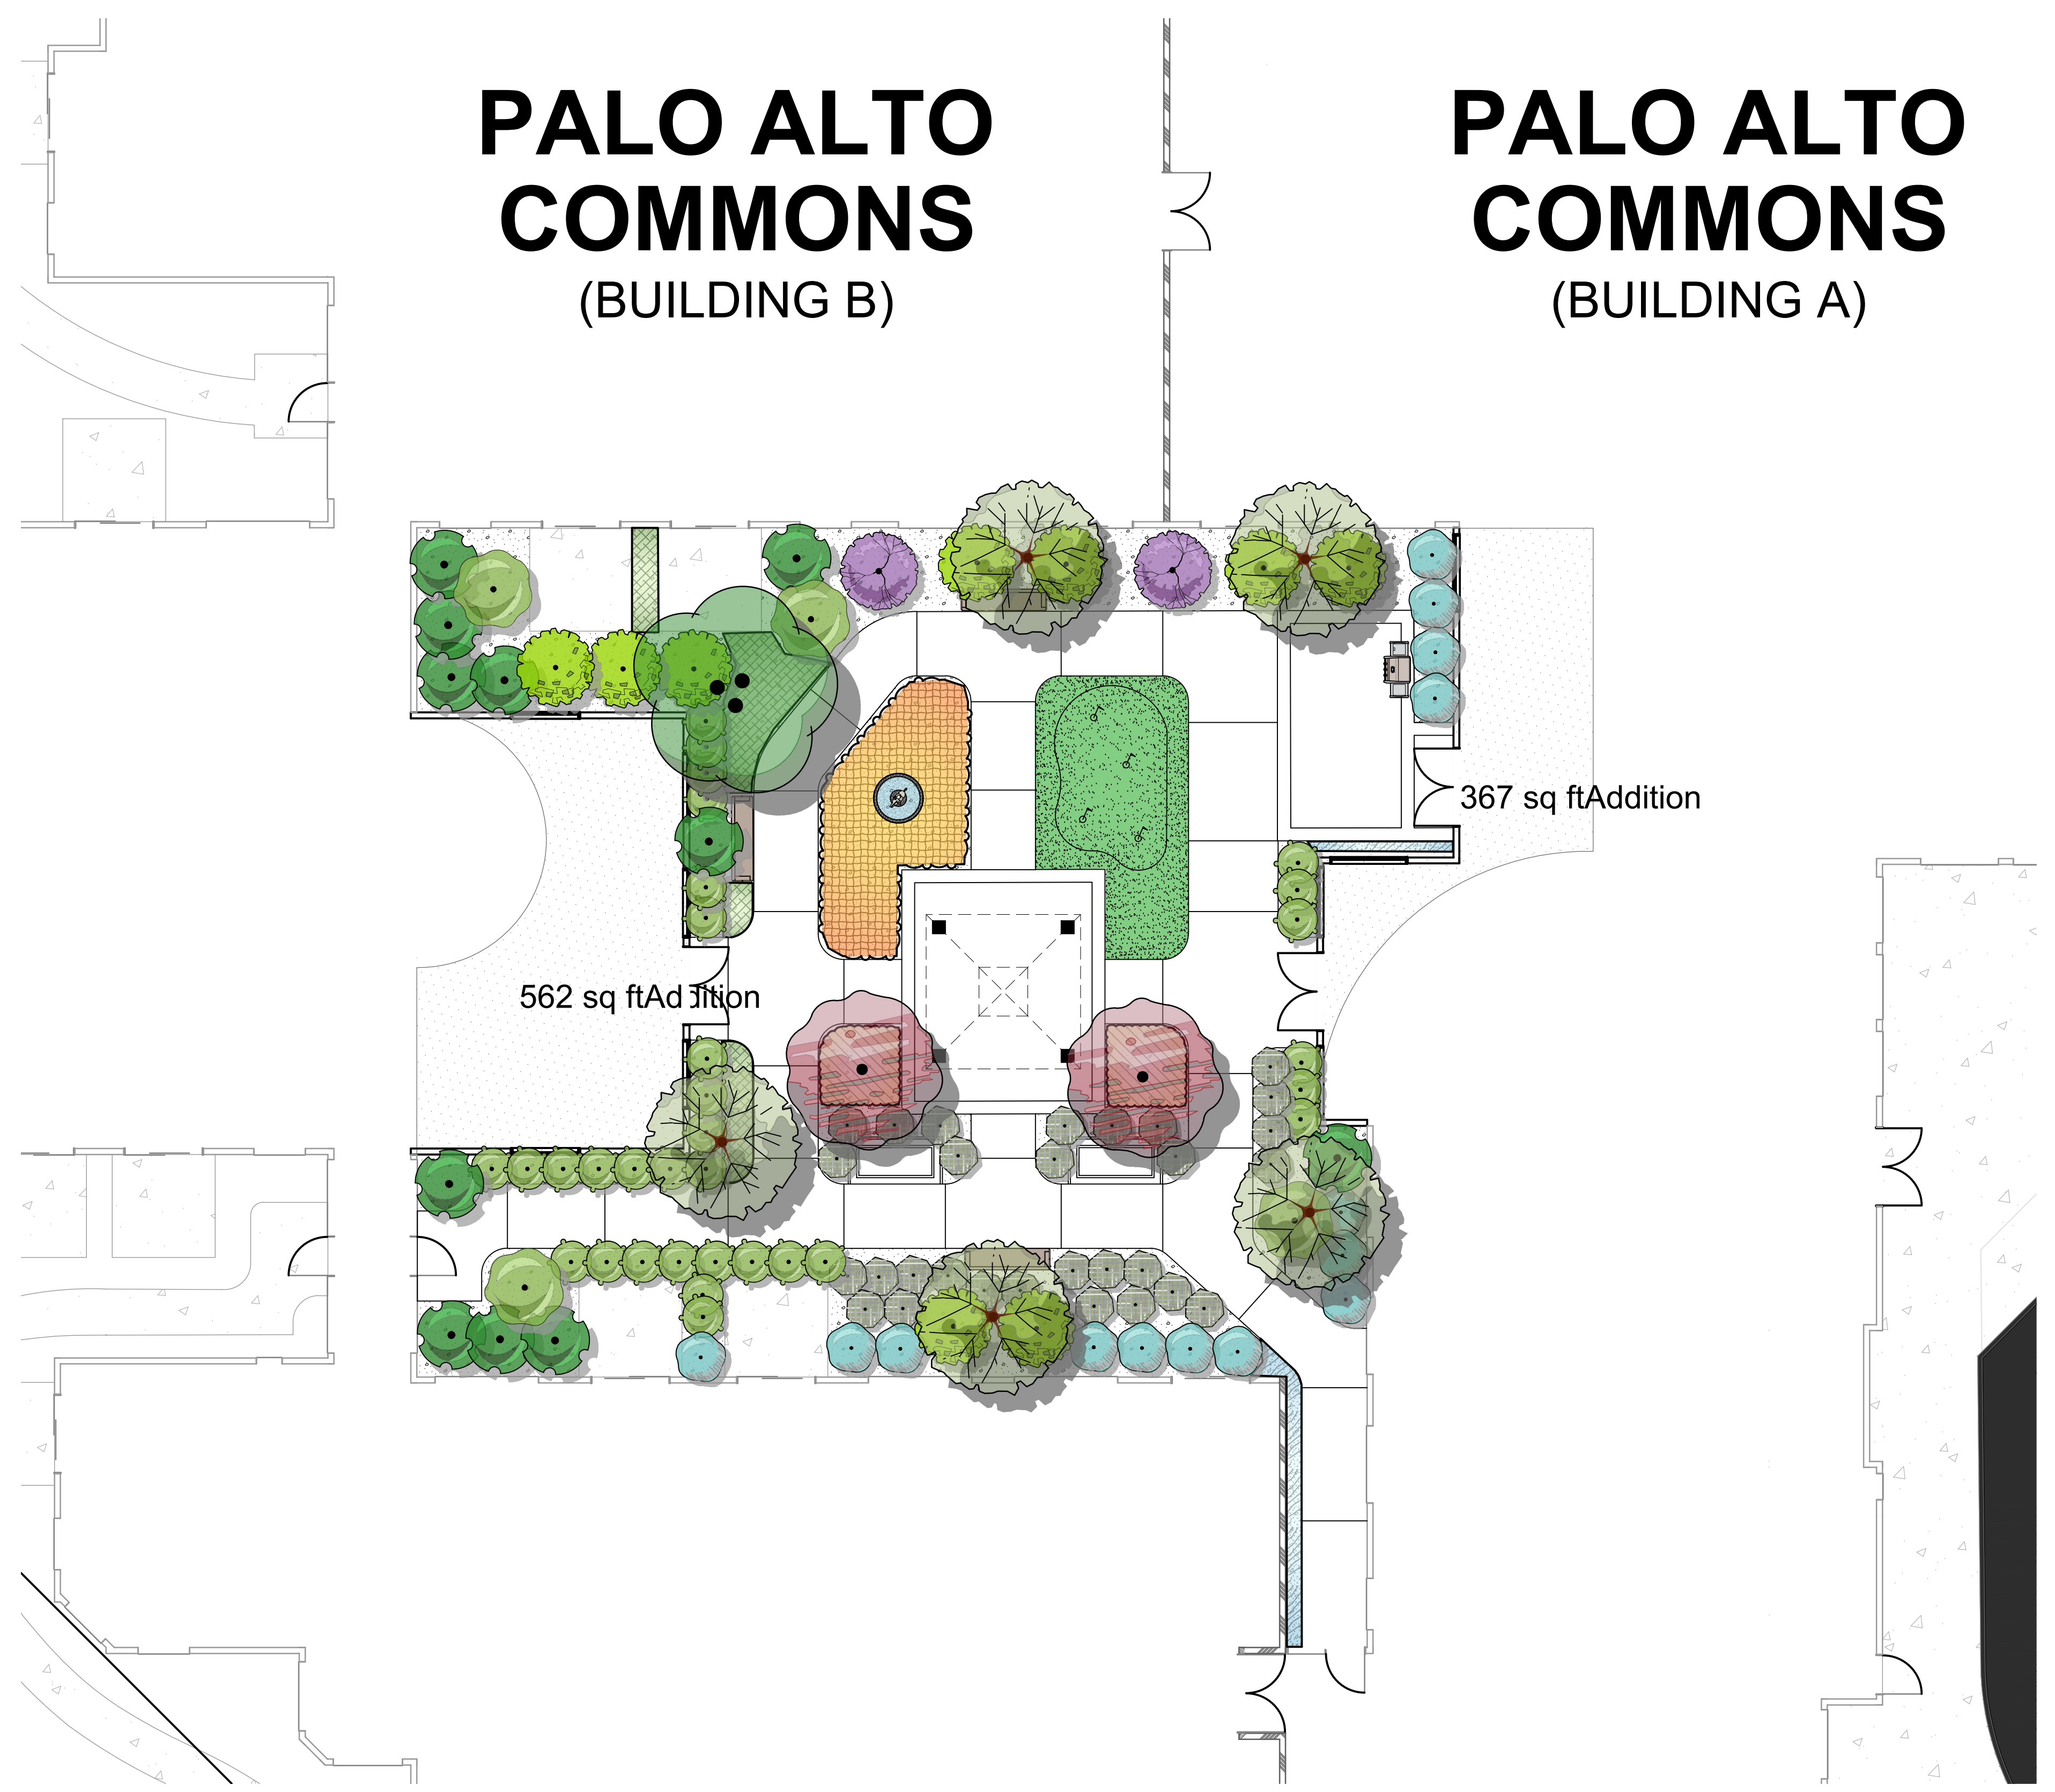 PALO ALTO
COMMONS
(BUILDING B)
PALO ALTO
COMMONS
(BUILDING A)
367 sq ftAddition
562 sq ftAddition